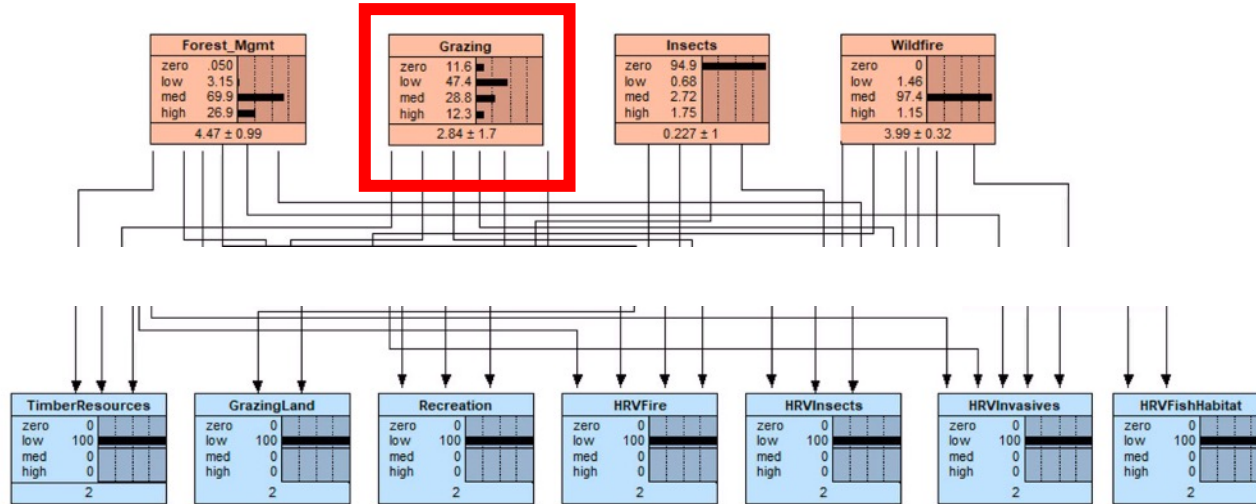 Forest_Mgmt
zero .050
low 3.15
med 69.9
high 26.9
4.47 ± 0.99
Grazing
zero 11.6
low 47.4
med 28.8
high 12.3
2.84 ± 1.7
Insects
zero 94.9
low 0.68
med 2.72
high 1.75
0.227 ± 1
Wildfire
zero 0
low 1.46
med 97.4
high 1.15
3.99 ± 0.32
TimberResources
zero 0
low 100
med 0
high 0
2
GrazingLand
zero 0
low 100
med 0
high 0
2
Recreation
zero 0
low 100
med 0
high 0
2
HRVFire
zero 0
low 100
med 0
high 0
2
HRVInsects
zero 0
low 100
med 0
high 0
2
HRVInvasives
zero 0
low 100
med 0
high 0
2
HRVFishHabitat
zero 0
low 100
med 0
high 0
2